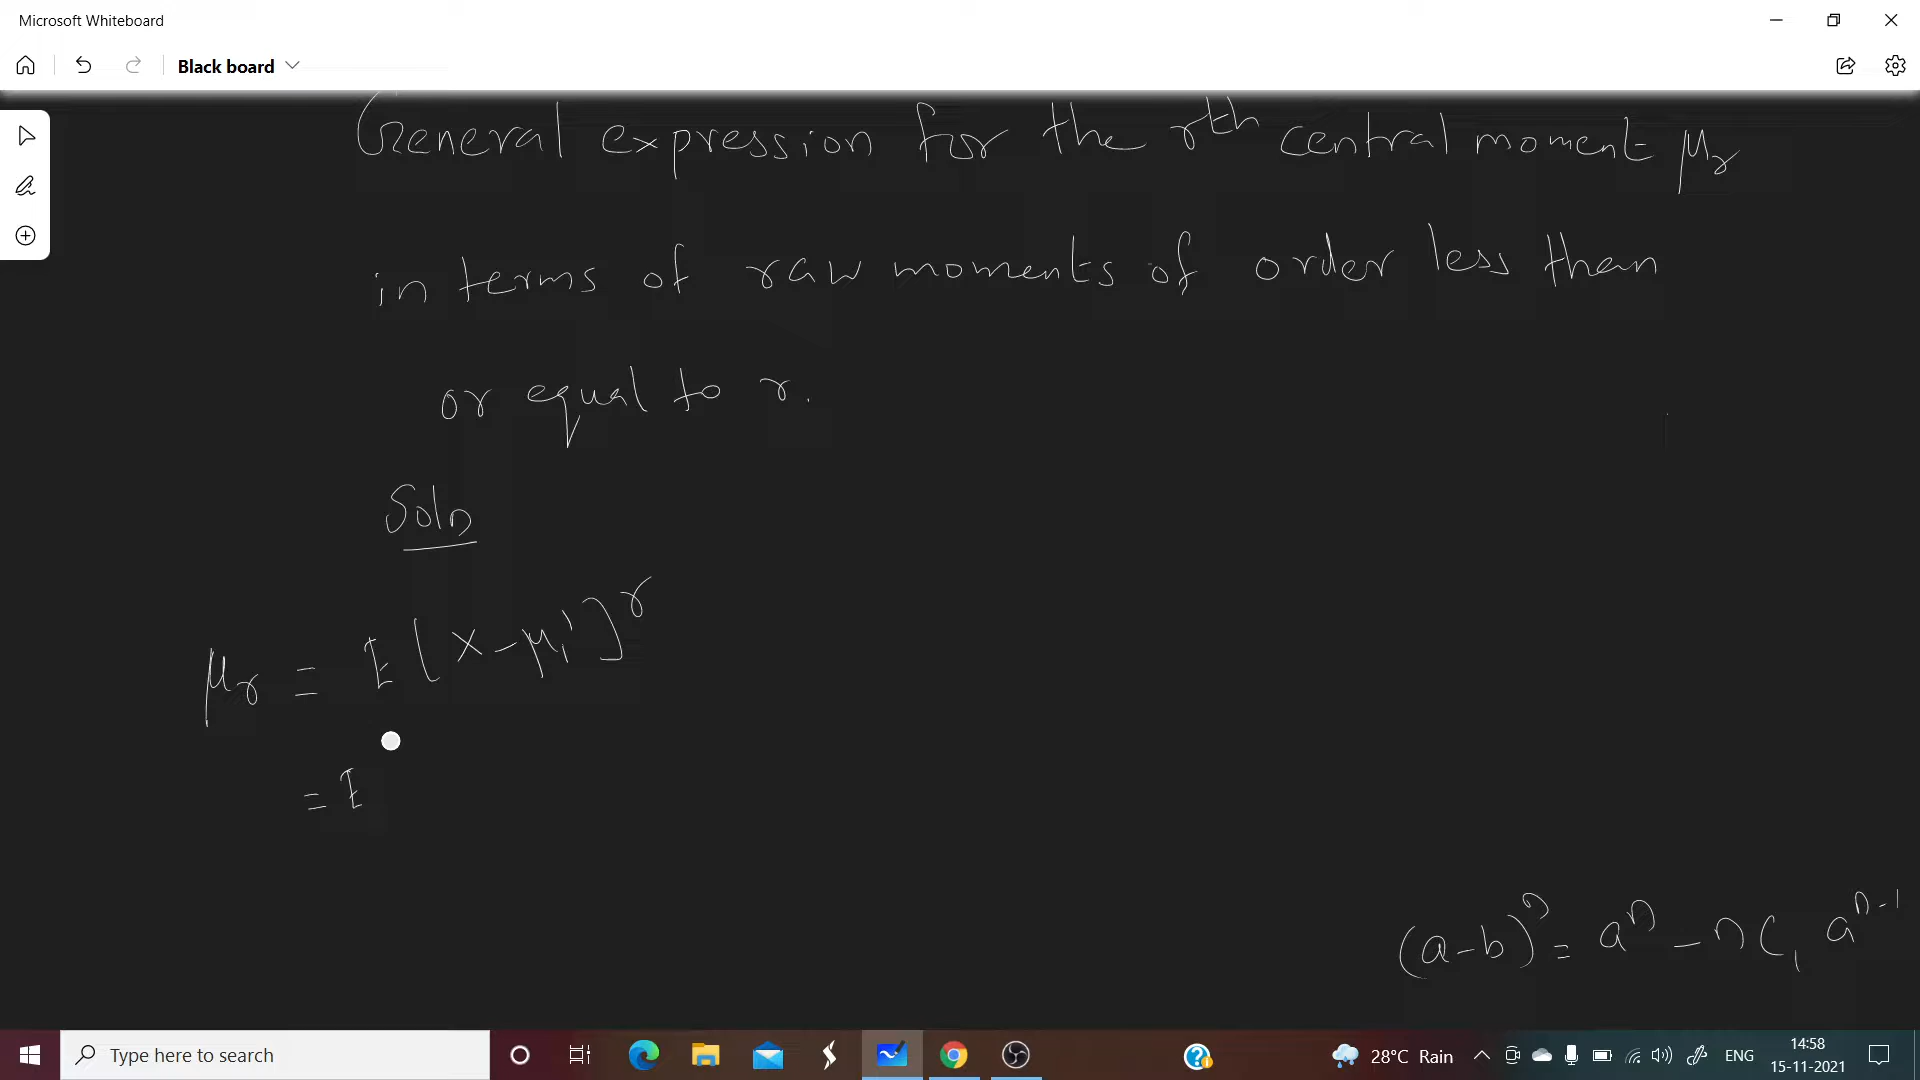 Microsoft Whiteboard
Black board
General expression for the rth central moment μr
in terms of raw moments of order less than
or equal to r.
Soln
μr = E[X-μ1']^r
= E
(a-b)^n = a^n - nC1 a^n-1
Type here to search
28°C Rain
ENG
14:58
15-11-2021